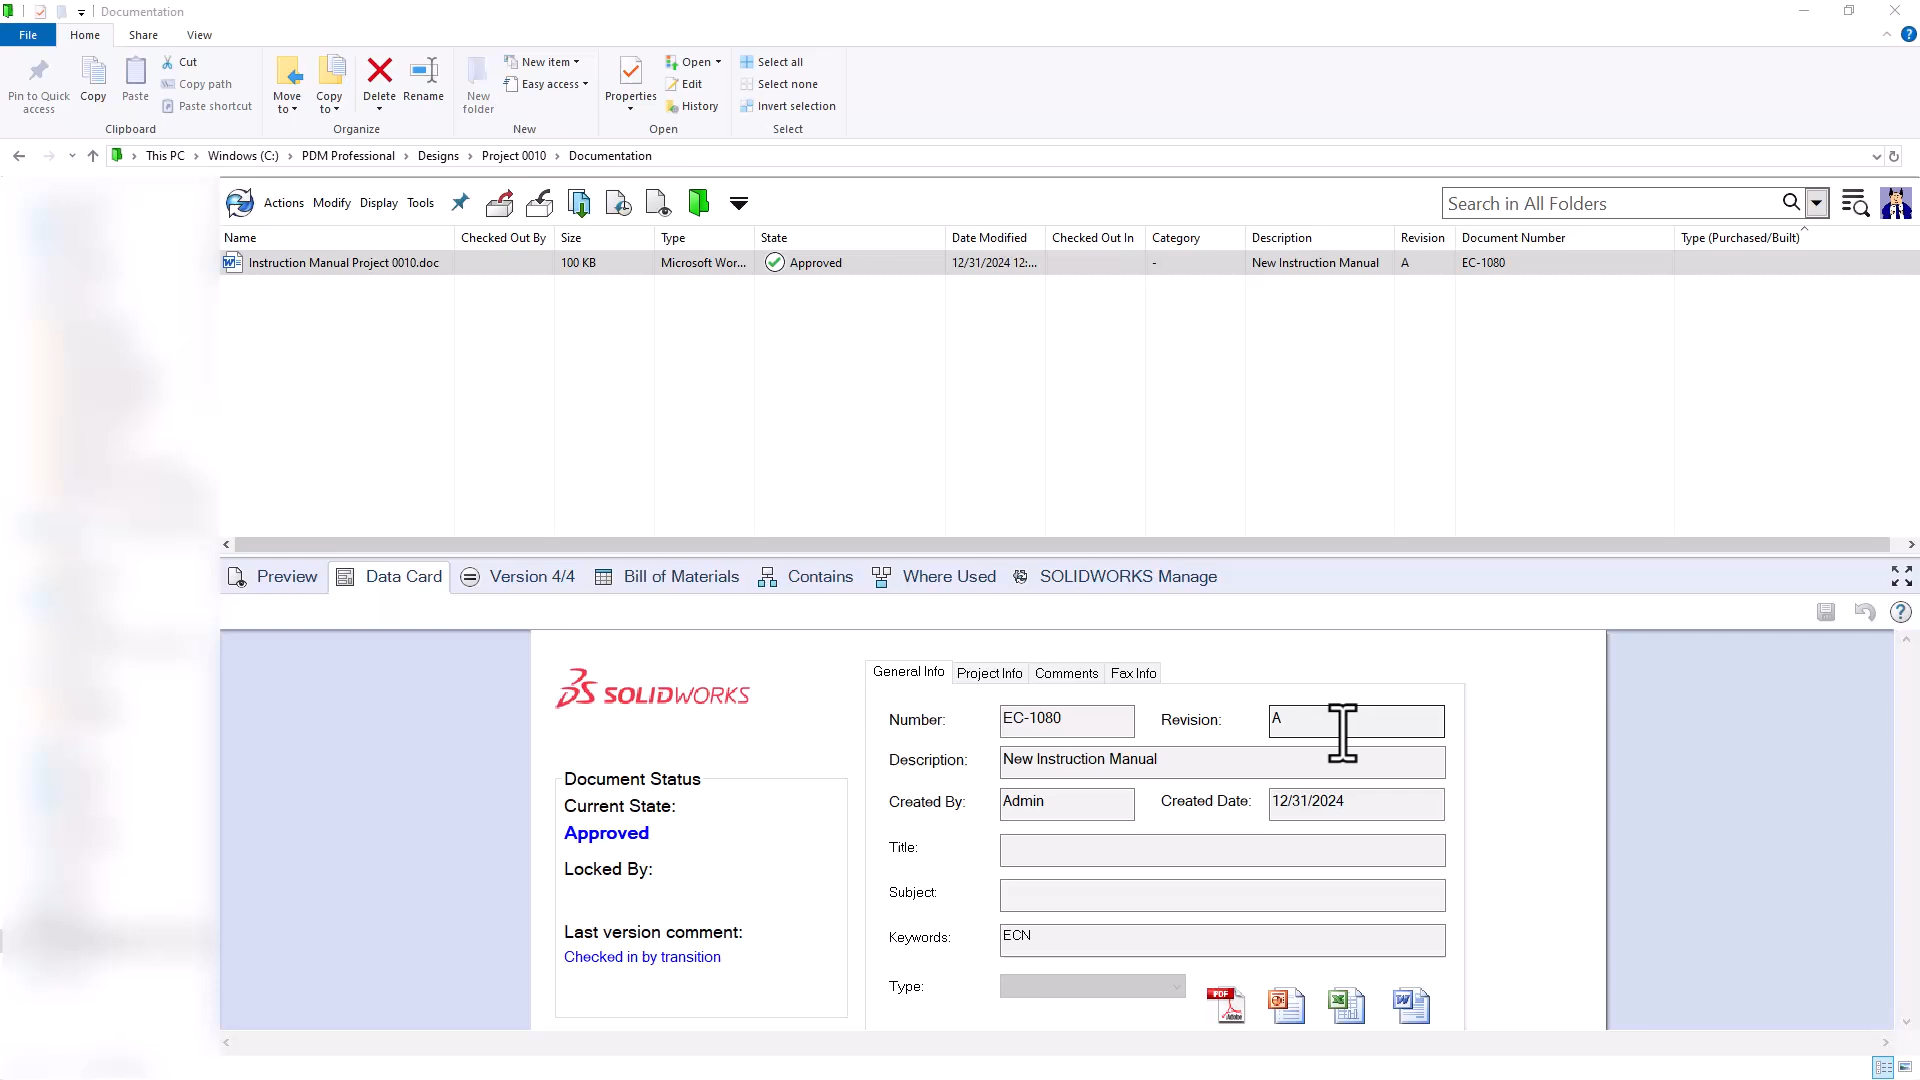 Documentation
File Home Share View
Pin to Quick access
Copy
Paste
Cut
Copy path
Paste shortcut
Clipboard
Move to
Copy to
Delete
Rename
Organize
New folder
New item
Easy access
New
Properties
Open
Edit
History
Open
Select all
Select none
Invert selection
Select
This PC > Windows (C:) > PDM Professional > Designs > Project 0010 > Documentation
Actions Modify Display Tools
Search in All Folders
Name Checked Out By Size Type State Date Modified Checked Out In Category Description Revision Document Number Type (Purchased/Built)
Instruction Manual Project 0010.doc 100 KB Microsoft Wor... Approved 12/31/2024 12:... - New Instruction Manual A EC-1080
Preview Data Card Version 4/4 Bill of Materials Contains Where Used SOLIDWORKS Manage
SOLIDWORKS
General Info Project Info Comments Fax Info
Number: EC-1080 Revision: A
Description: New Instruction Manual
Created By: Admin Created Date: 12/31/2024
Title:
Subject:
Keywords: ECN
Type:
PDF
Adobe
Document Status
Current State:
Approved
Locked By:
Last version comment:
Checked in by transition